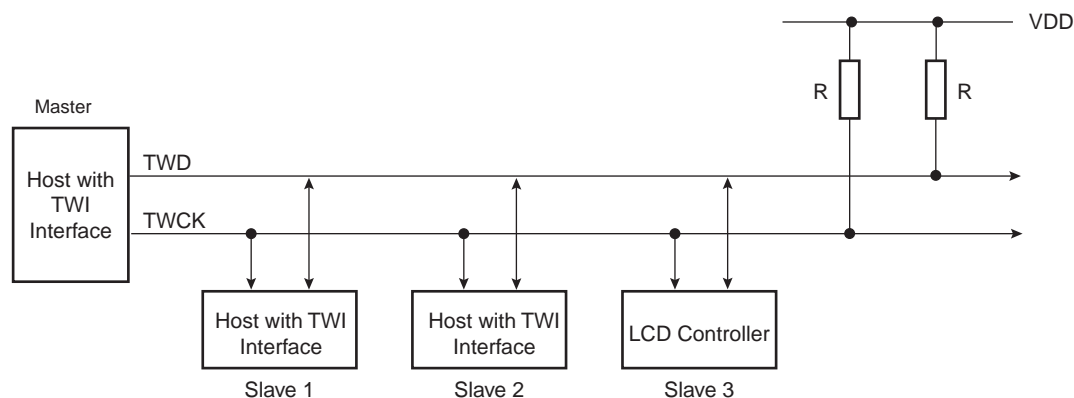 VDD
R
R
Master
Host with
TWI
Interface
TWD
TWCK
Host with TWI
Interface
Slave 1
Host with TWI
Interface
Slave 2
LCD Controller
Slave 3